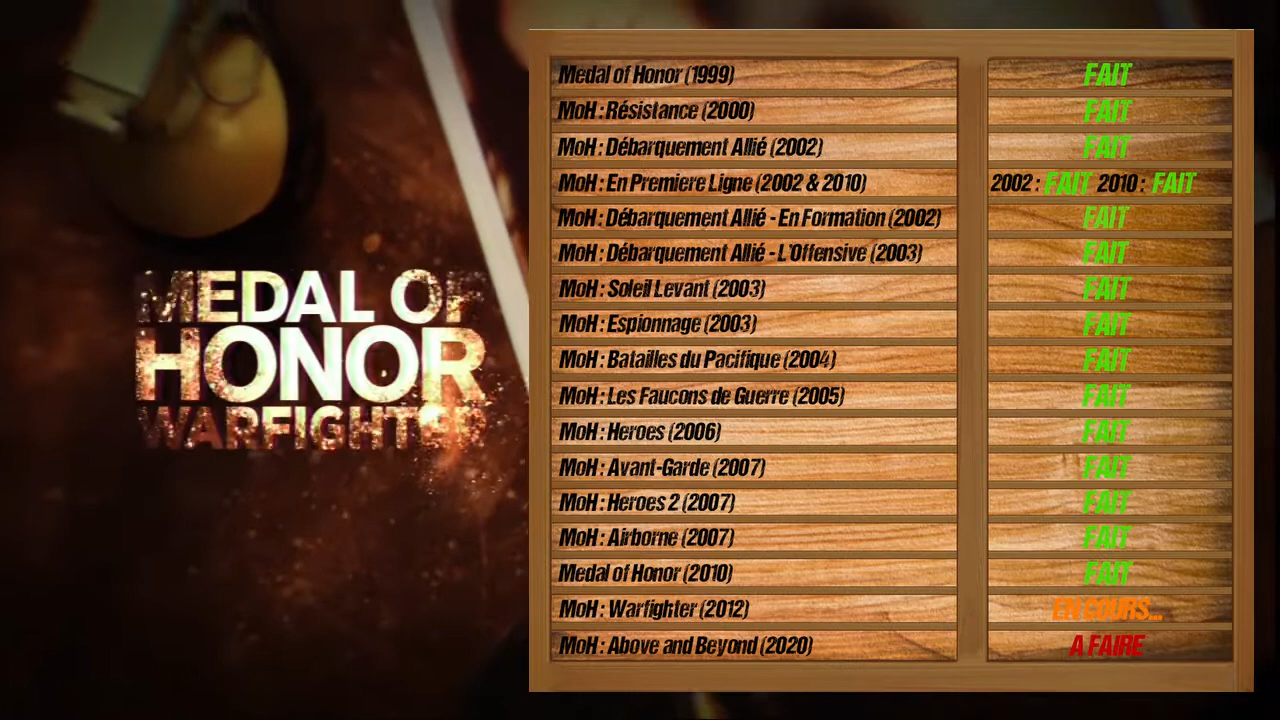 MEDAL OF
HONOR
WARFIGHTER
Medal of Honor (1999) FAIT
MoH : Résistance (2000) FAIT
MoH : Débarquement Allié (2002) FAIT
MoH : En Premiere Ligne (2002 & 2010) 2002 : FAIT 2010 : FAIT
MoH : Débarquement Allié - En Formation (2002) FAIT
MoH : Débarquement Allié - L'Offensive (2003) FAIT
MoH : Soleil Levant (2003) FAIT
MoH : Espionnage (2003) FAIT
MoH : Batailles du Pacifique (2004) FAIT
MoH : Les Faucons de Guerre (2005) FAIT
MoH : Heroes (2006) FAIT
MoH : Avant-Garde (2007) FAIT
MoH : Heroes 2 (2007) FAIT
MoH : Airborne (2007) FAIT
Medal of Honor (2010) FAIT
MoH : Warfighter (2012) EN COURS...
MoH : Above and Beyond (2020) A FAIRE